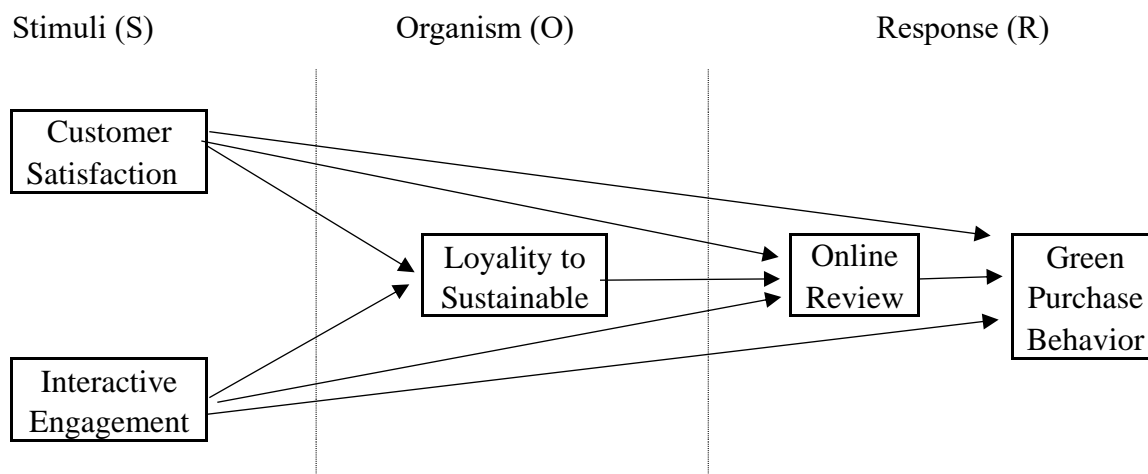 Stimuli (S)
Organism (O)
Response (R)
Customer
Satisfaction
Loyality to
Sustainable
Online
Review
Green
Purchase
Behavior
Interactive
Engagement